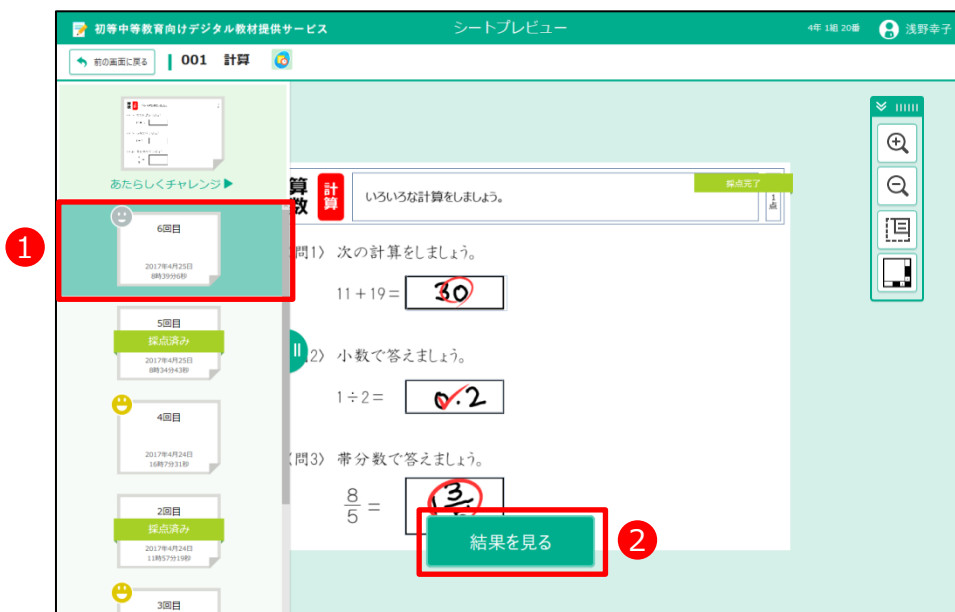 初等中等教育向けデジタル教材提供サービス
シートプレビュー
4年 1組 20番
浅野幸子
前の画面に戻る
001 計算
あたらしくチャレンジ▶
1
6回目
2017年4月25日
8時39分6秒
5回目
採点済み
2017年4月25日
8時34分43秒
4回目
2017年4月24日
16時7分31秒
2回目
採点済み
2017年4月24日
11時57分19秒
3回目
算数
計算
いろいろな計算をしましょう。
採点完了
1点
問1〉 次の計算をしましょう。
11+19= 30
2〉 小数で答えましょう。
1÷2= 0.2
〈問3〉 帯分数で答えましょう。
8/5 = 3
結果を見る
2